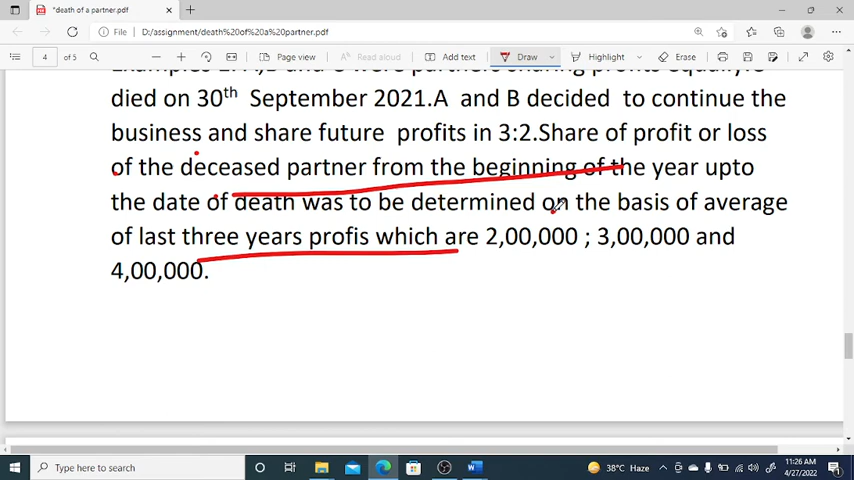 *death of a partner.pdf
File
D:/assignment/death%20of%20a%20partner.pdf
4 of 5
Page view
Read aloud
Add text
Draw
Highlight
Erase
died on 30th September 2021.A and B decided to continue the
business and share future profits in 3:2.Share of profit or loss
of the deceased partner from the beginning of the year upto
the date of death was to be determined on the basis of average
of last three years profis which are 2,00,000 ; 3,00,000 and
4,00,000.
Type here to search
38°C Haze
11:26 AM
4/27/2022